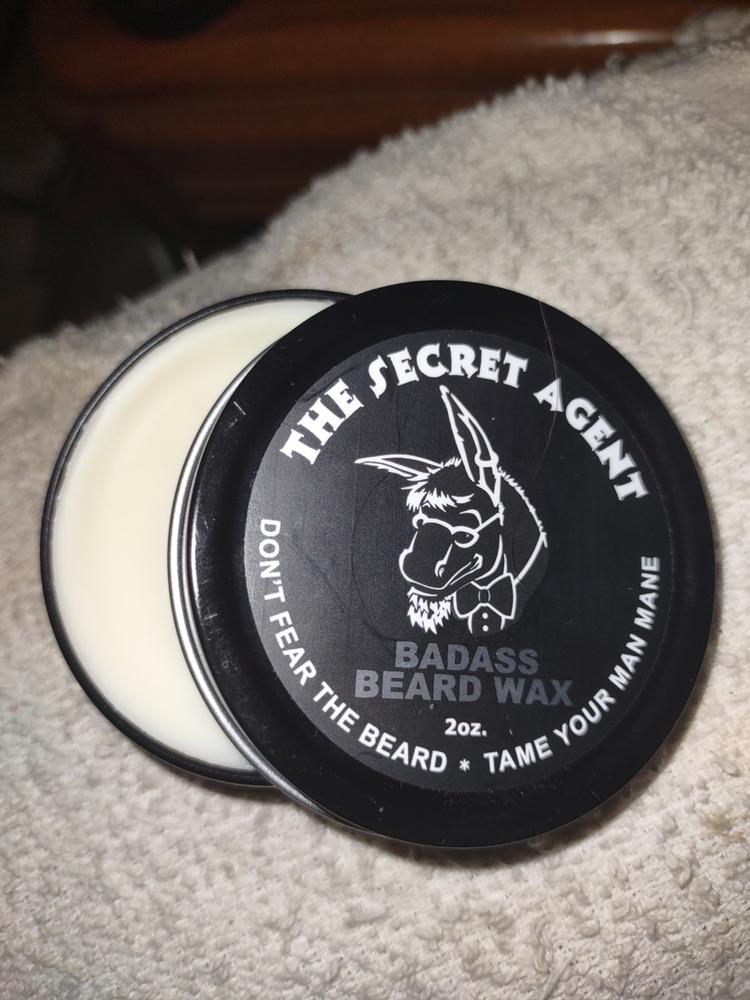 THE SECRET AGENT
BADASS
BEARD WAX
2oz.
DON'T FEAR THE BEARD * TAME YOUR MAN MANE